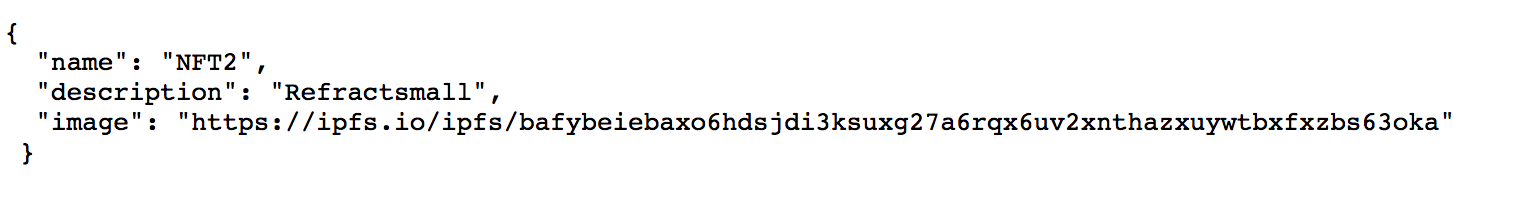 {
"name": "NFT2",
"description": "Refractsmall",
"image": "https://ipfs.io/ipfs/bafybeiebaxo6hdsjdi3ksuxg27a6rqx6uv2xnthazxuywtbxfxzbs63oka"
}